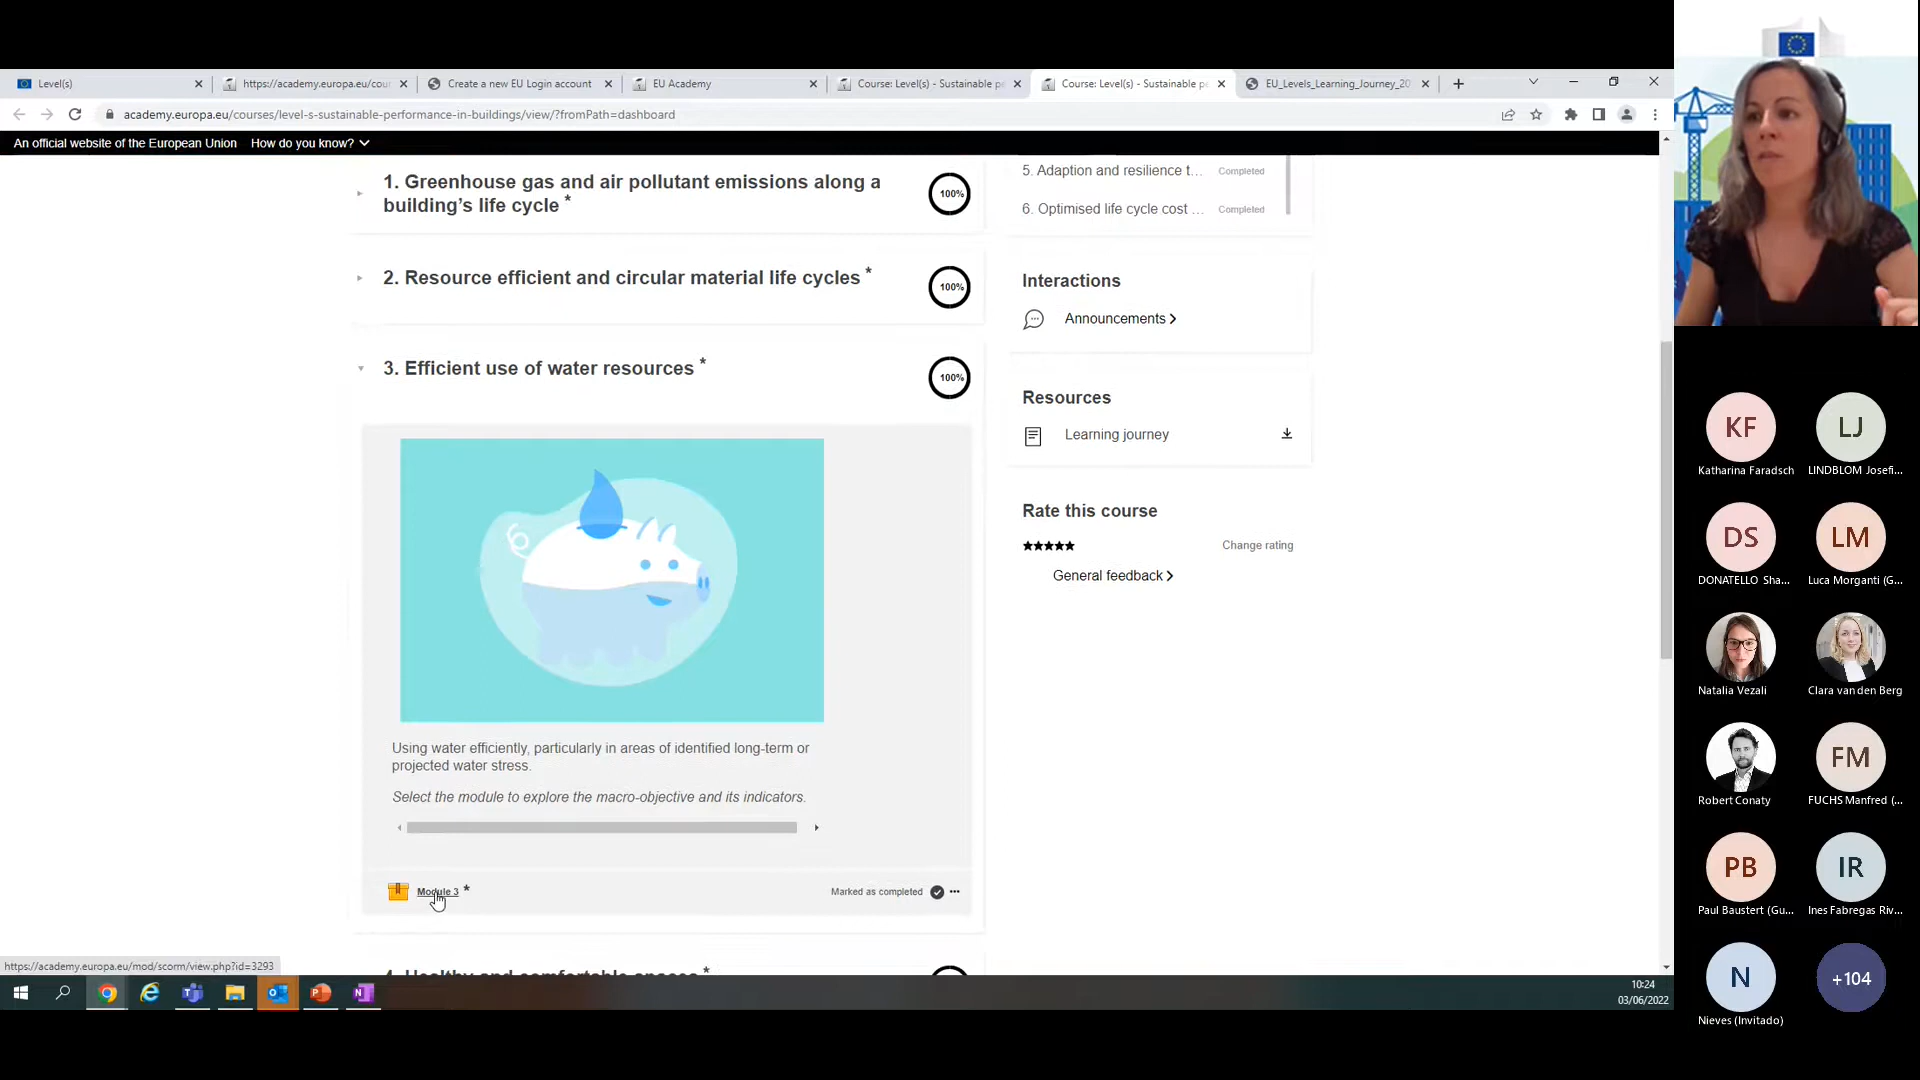 Level(s)
https://academy.europa.eu/cour
Create a new EU Login account
EU Academy
Course: Level(s) - Sustainable pe
Course: Level(s) - Sustainable pe
EU_Levels_Learning_Journey_20
academy.europa.eu/courses/level-s-sustainable-performance-in-buildings/view/?fromPath=dashboard
An official website of the European Union How do you know?
1. Greenhouse gas and air pollutant emissions along a
building's life cycle *
100%
2. Resource efficient and circular material life cycles *
100%
3. Efficient use of water resources *
100%
Using water efficiently, particularly in areas of identified long-term or
projected water stress.
Select the module to explore the macro-objective and its indicators.
Module 3 *
Marked as completed
4. Healthy and comfortable spaces *
5. Adaption and resilience t... Completed
6. Optimised life cycle cost ... Completed
Interactions
Announcements
Resources
Learning journey
Rate this course
★★★★★
Change rating
General feedback
https://academy.europa.eu/mod/scorm/view.php?id=3293
10:24
03/06/2022
KF
Katharina Faradsch
LJ
LINDBLOM Josefi...
DS
DONATELLO Sha...
LM
Luca Morganti (G...
Natalia Vezali
Clara van den Berg
Robert Conaty
FM
FUCHS Manfred (...
PB
Paul Baustert (Gu...
IR
Ines Fabregas Riv...
N
Nieves (Invitado)
+104